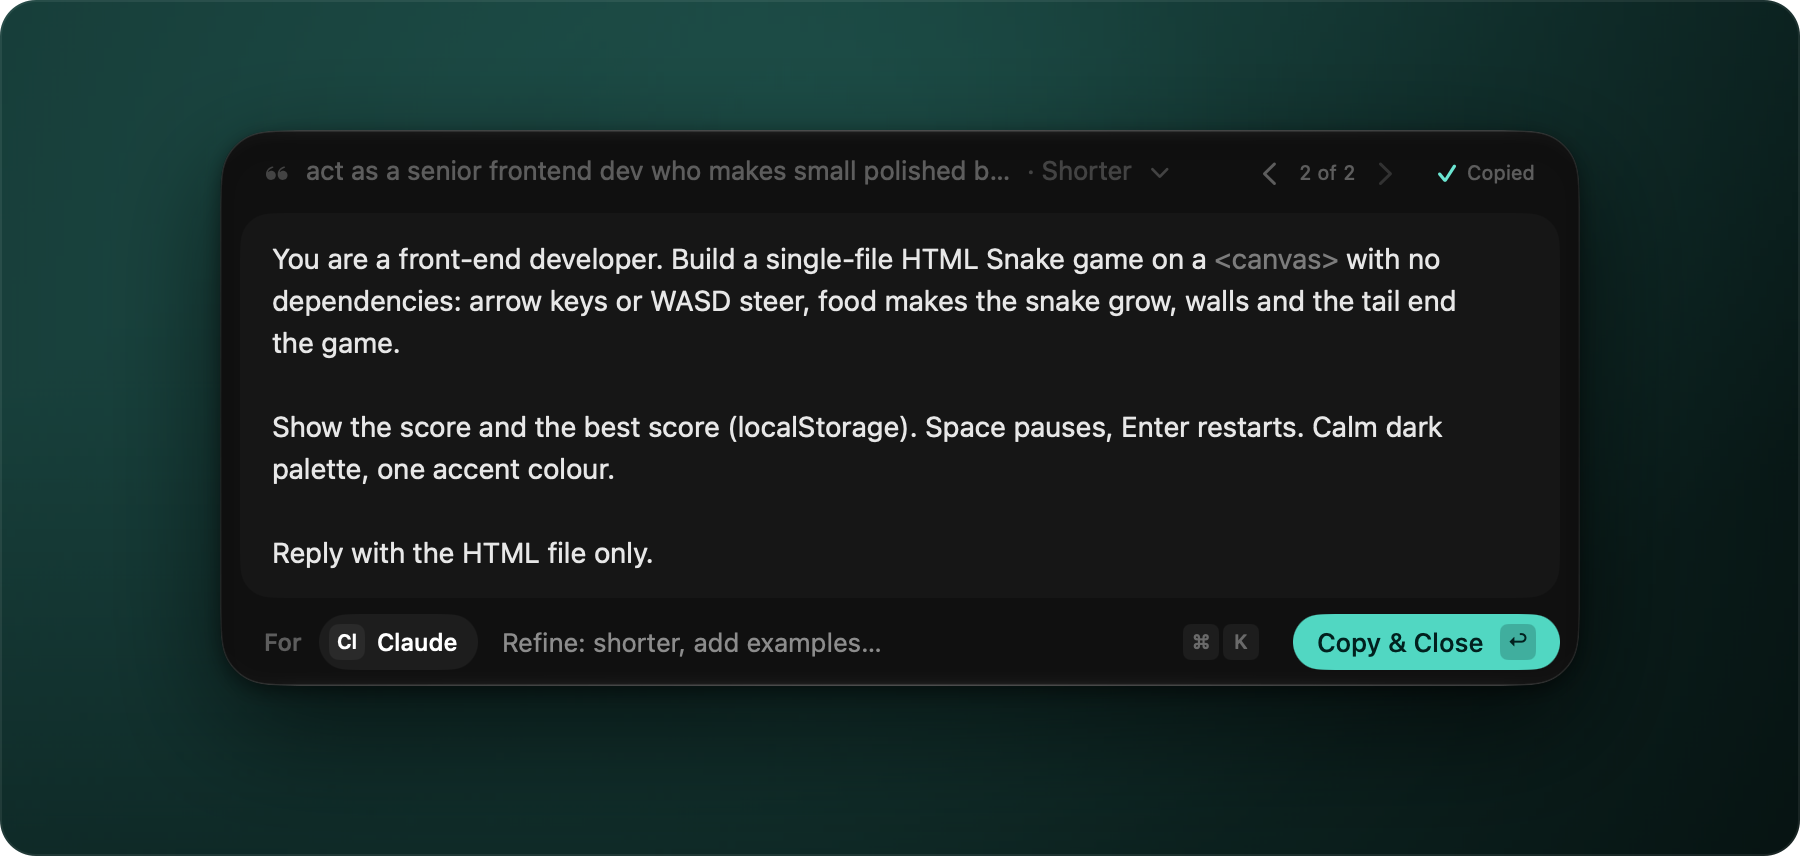 act as a senior frontend dev who makes small polished b... · Shorter
2 of 2
Copied
You are a front-end developer. Build a single-file HTML Snake game on a <canvas> with no
dependencies: arrow keys or WASD steer, food makes the snake grow, walls and the tail end
the game.
Show the score and the best score (localStorage). Space pauses, Enter restarts. Calm dark
palette, one accent colour.
Reply with the HTML file only.
For
Cl Claude
Refine: shorter, add examples...
⌘ K
Copy & Close